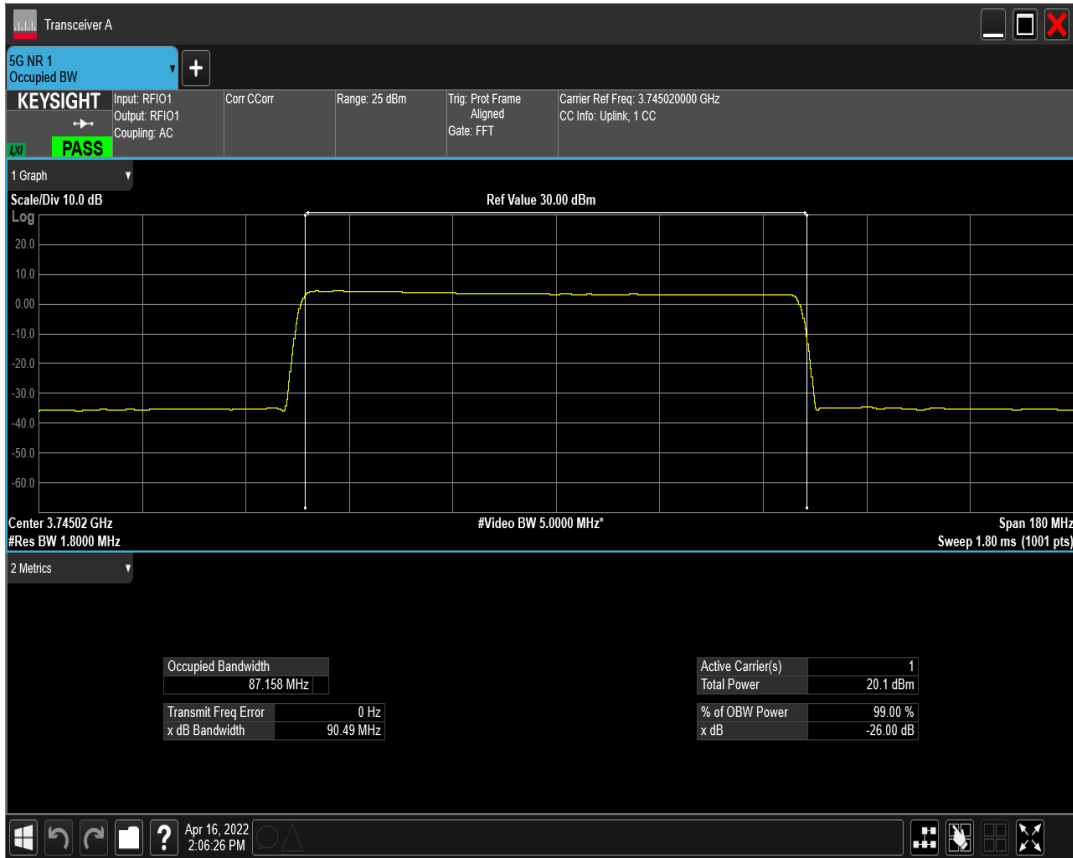 Transceiver A
5G NR 1
Occupied BW
KEYSIGHT
LXI
PASS
Input: RFIO1
Output: RFIO1
Coupling: AC
Corr CCorr
Range: 25 dBm
Trig: Prot Frame
Aligned
Gate: FFT
Carrier Ref Freq: 3.745020000 GHz
CC Info: Uplink, 1 CC
1 Graph
Scale/Div 10.0 dB
Ref Value 30.00 dBm
Log
20.0
10.0
0.00
-10.0
-20.0
-30.0
-40.0
-50.0
-60.0
Center 3.74502 GHz
#Video BW 5.0000 MHz*
Span 180 MHz
#Res BW 1.8000 MHz
Sweep 1.80 ms (1001 pts)
2 Metrics
Occupied Bandwidth
87.158 MHz
Transmit Freq Error 0 Hz
x dB Bandwidth 90.49 MHz
Active Carrier(s) 1
Total Power 20.1 dBm
% of OBW Power 99.00 %
x dB -26.00 dB
?
Apr 16, 2022
2:06:26 PM